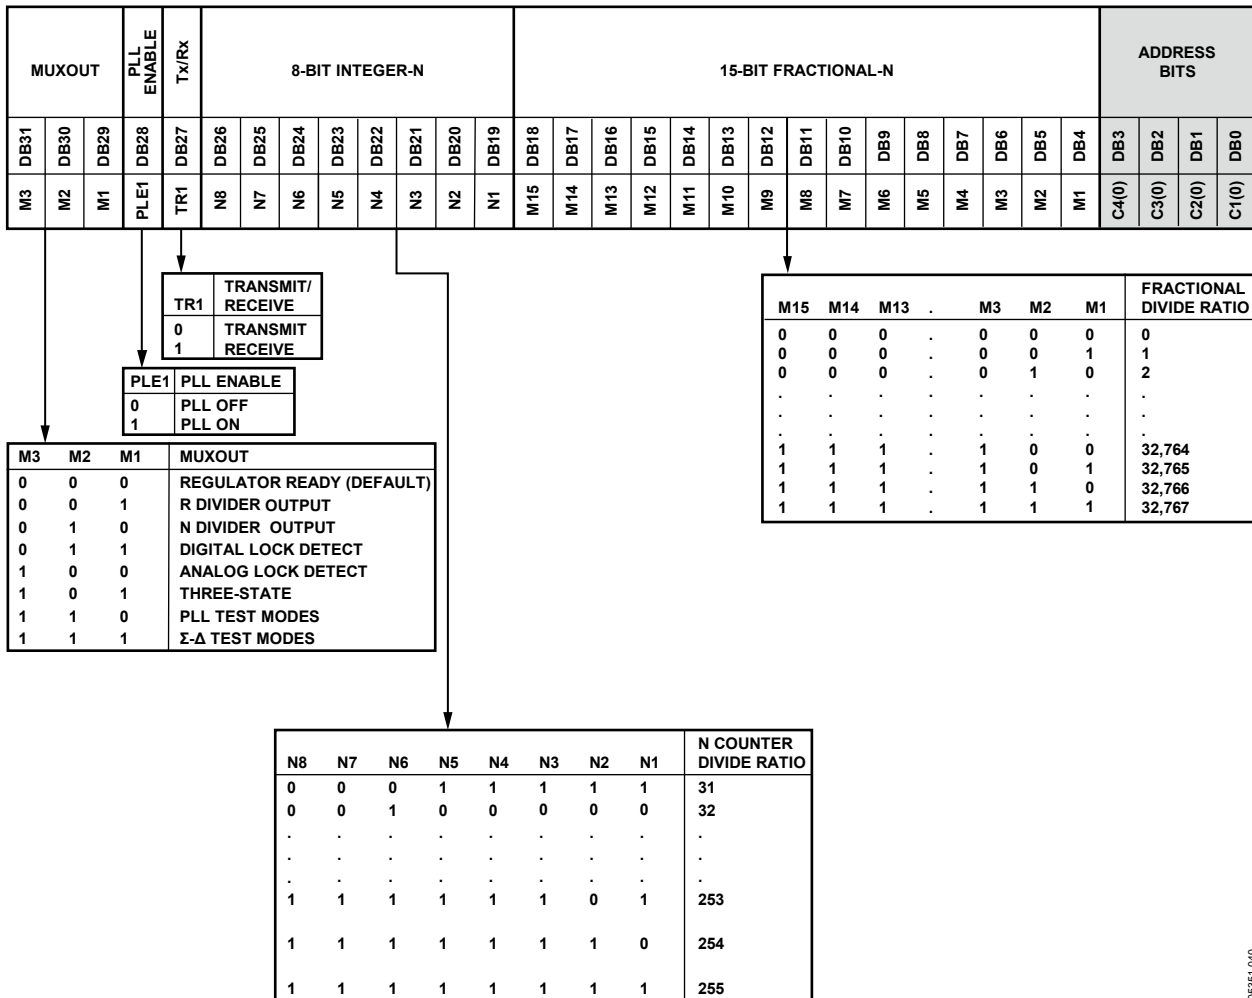 MUXOUT
PLL
ENABLE
Tx/Rx
8-BIT INTEGER-N
15-BIT FRACTIONAL-N
ADDRESS
BITS
DB31 DB30 DB29 DB28 DB27 DB26 DB25 DB24 DB23 DB22 DB21 DB20 DB19 DB18 DB17 DB16 DB15 DB14 DB13 DB12 DB11 DB10 DB9 DB8 DB7 DB6 DB5 DB4 DB3 DB2 DB1 DB0
M3 M2 M1 PLE1 TR1 N8 N7 N6 N5 N4 N3 N2 N1 M15 M14 M13 M12 M11 M10 M9 M8 M7 M6 M5 M4 M3 M2 M1 C4(0) C3(0) C2(0) C1(0)
TR1 TRANSMIT/
RECEIVE
0 TRANSMIT
1 RECEIVE
PLE1 PLL ENABLE
0 PLL OFF
1 PLL ON
M3 M2 M1 MUXOUT
0 0 0 REGULATOR READY (DEFAULT)
0 0 1 R DIVIDER OUTPUT
0 1 0 N DIVIDER OUTPUT
0 1 1 DIGITAL LOCK DETECT
1 0 0 ANALOG LOCK DETECT
1 0 1 THREE-STATE
1 1 0 PLL TEST MODES
1 1 1 Σ-Δ TEST MODES
M15 M14 M13 . M3 M2 M1 FRACTIONAL
DIVIDE RATIO
0 0 0 . 0 0 0 0
0 0 0 . 0 0 1 1
0 0 0 . 0 1 0 2
. . . . . . . .
. . . . . . . .
. . . . . . . .
1 1 1 . 1 0 0 32,764
1 1 1 . 1 0 1 32,765
1 1 1 . 1 1 0 32,766
1 1 1 . 1 1 1 32,767
N8 N7 N6 N5 N4 N3 N2 N1 N COUNTER
DIVIDE RATIO
0 0 0 1 1 1 1 1 31
0 0 1 0 0 0 0 0 32
. . . . . . . . .
. . . . . . . . .
. . . . . . . . .
1 1 1 1 1 1 0 1 253
1 1 1 1 1 1 1 0 254
1 1 1 1 1 1 1 1 255